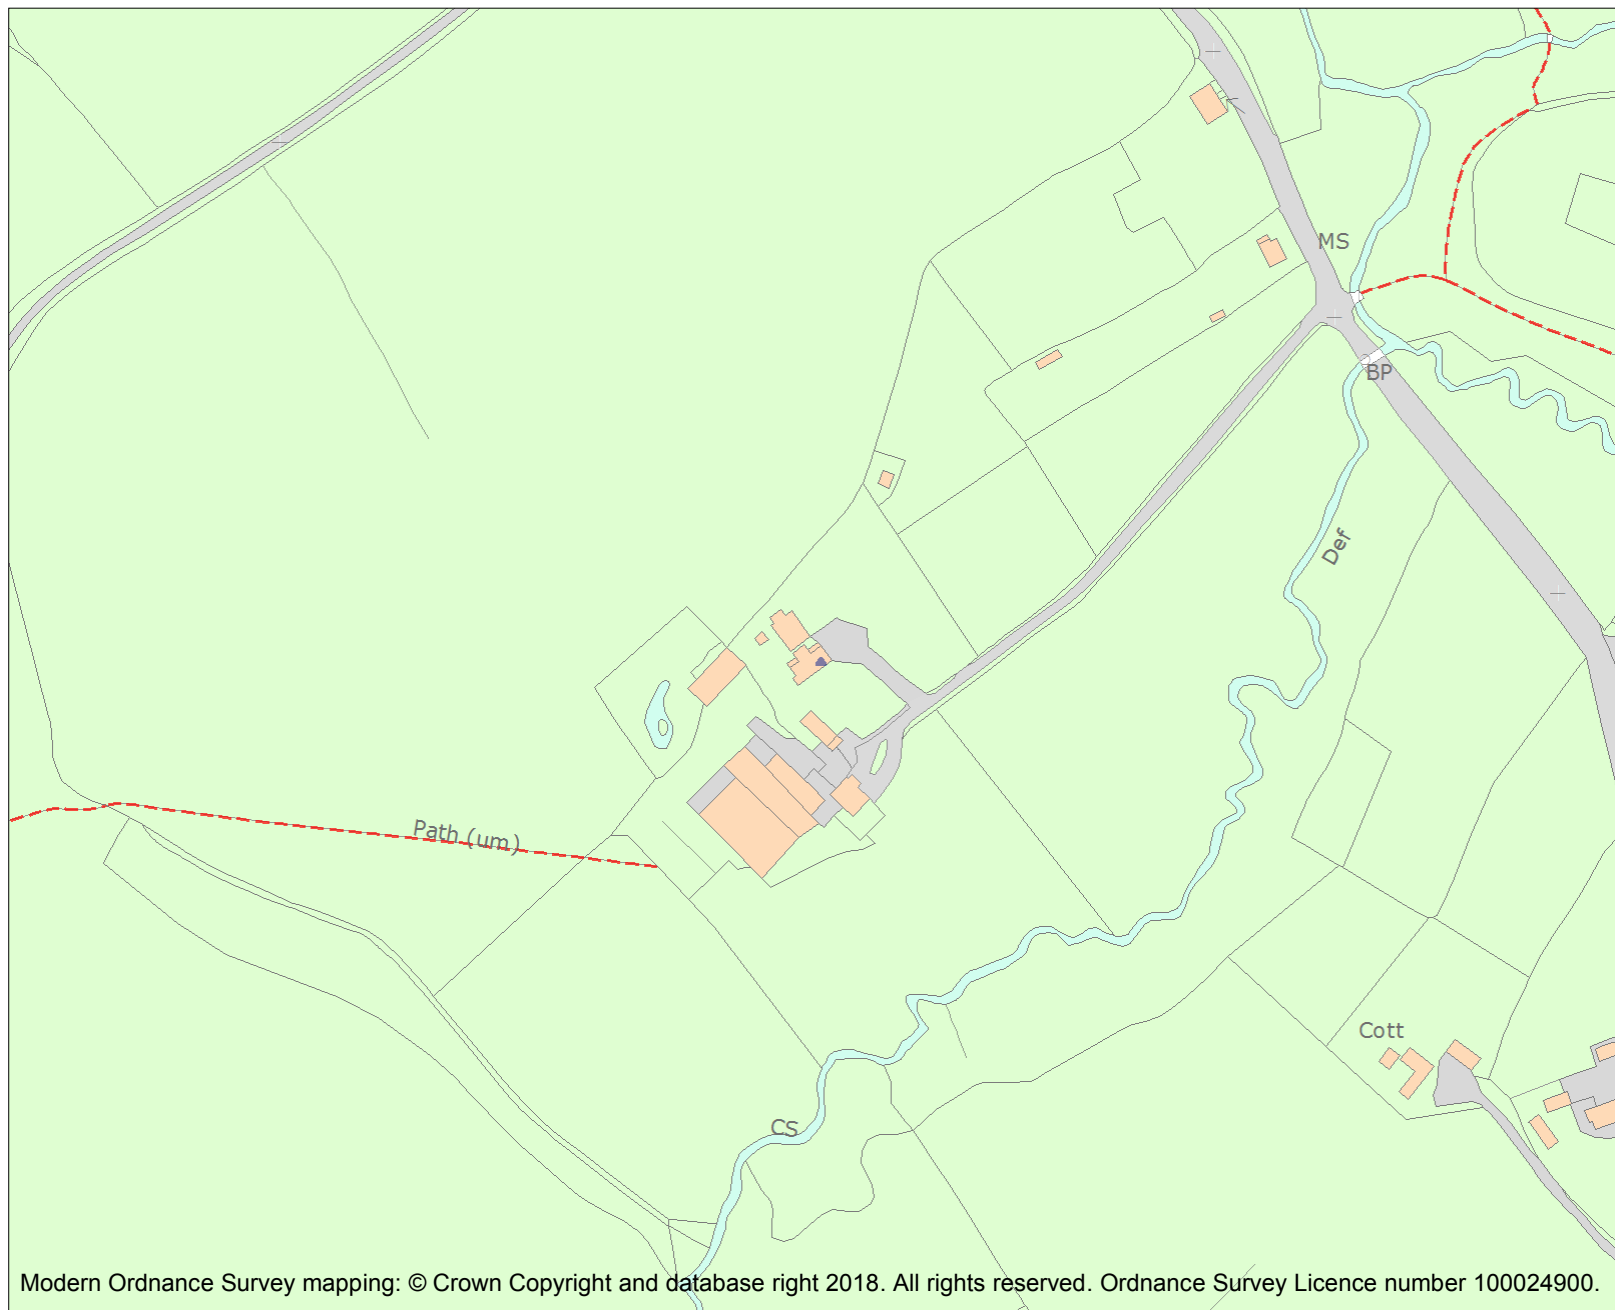 MS
BP
Def
Path (um)
Cott
CS
Modern Ordnance Survey mapping: © Crown Copyright and database right 2018. All rights reserved. Ordnance Survey Licence number 100024900.